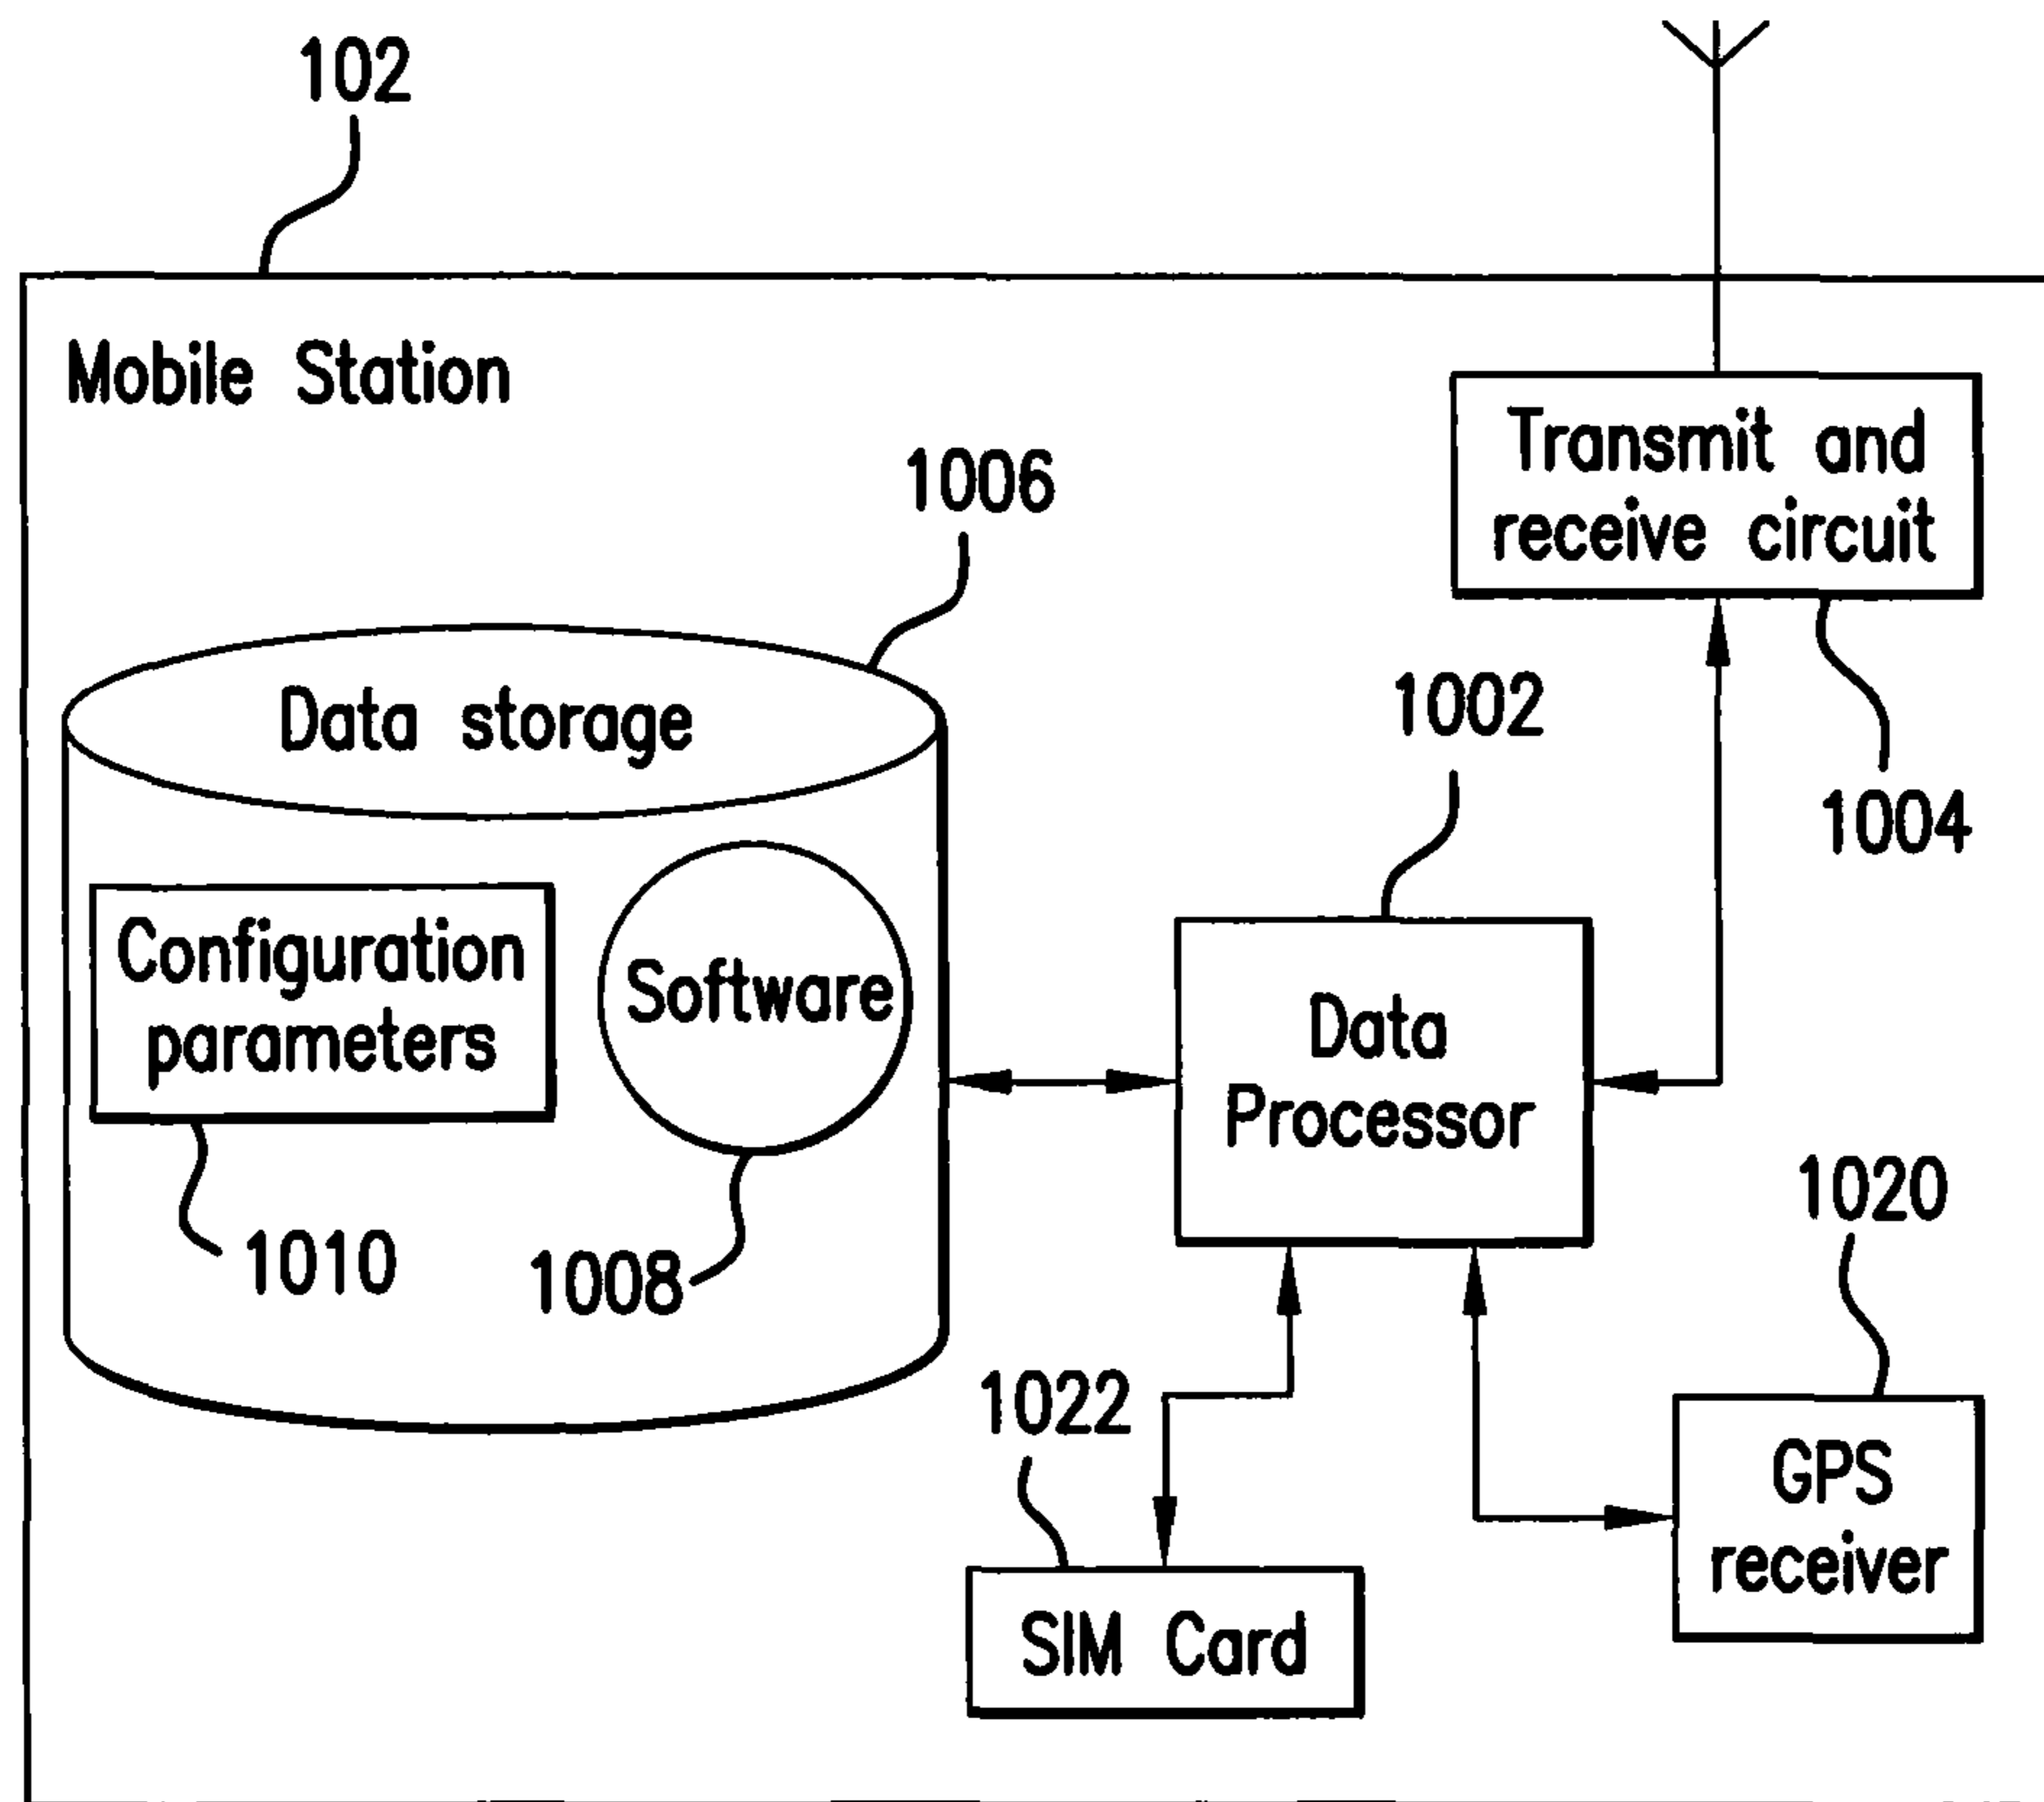 102
Mobile Station
Transmit and
receive circuit
1006
1004
Data storage
1002
Configuration
parameters
Software
Data
Processor
1010
1008
1020
1022
GPS
receiver
SIM Card